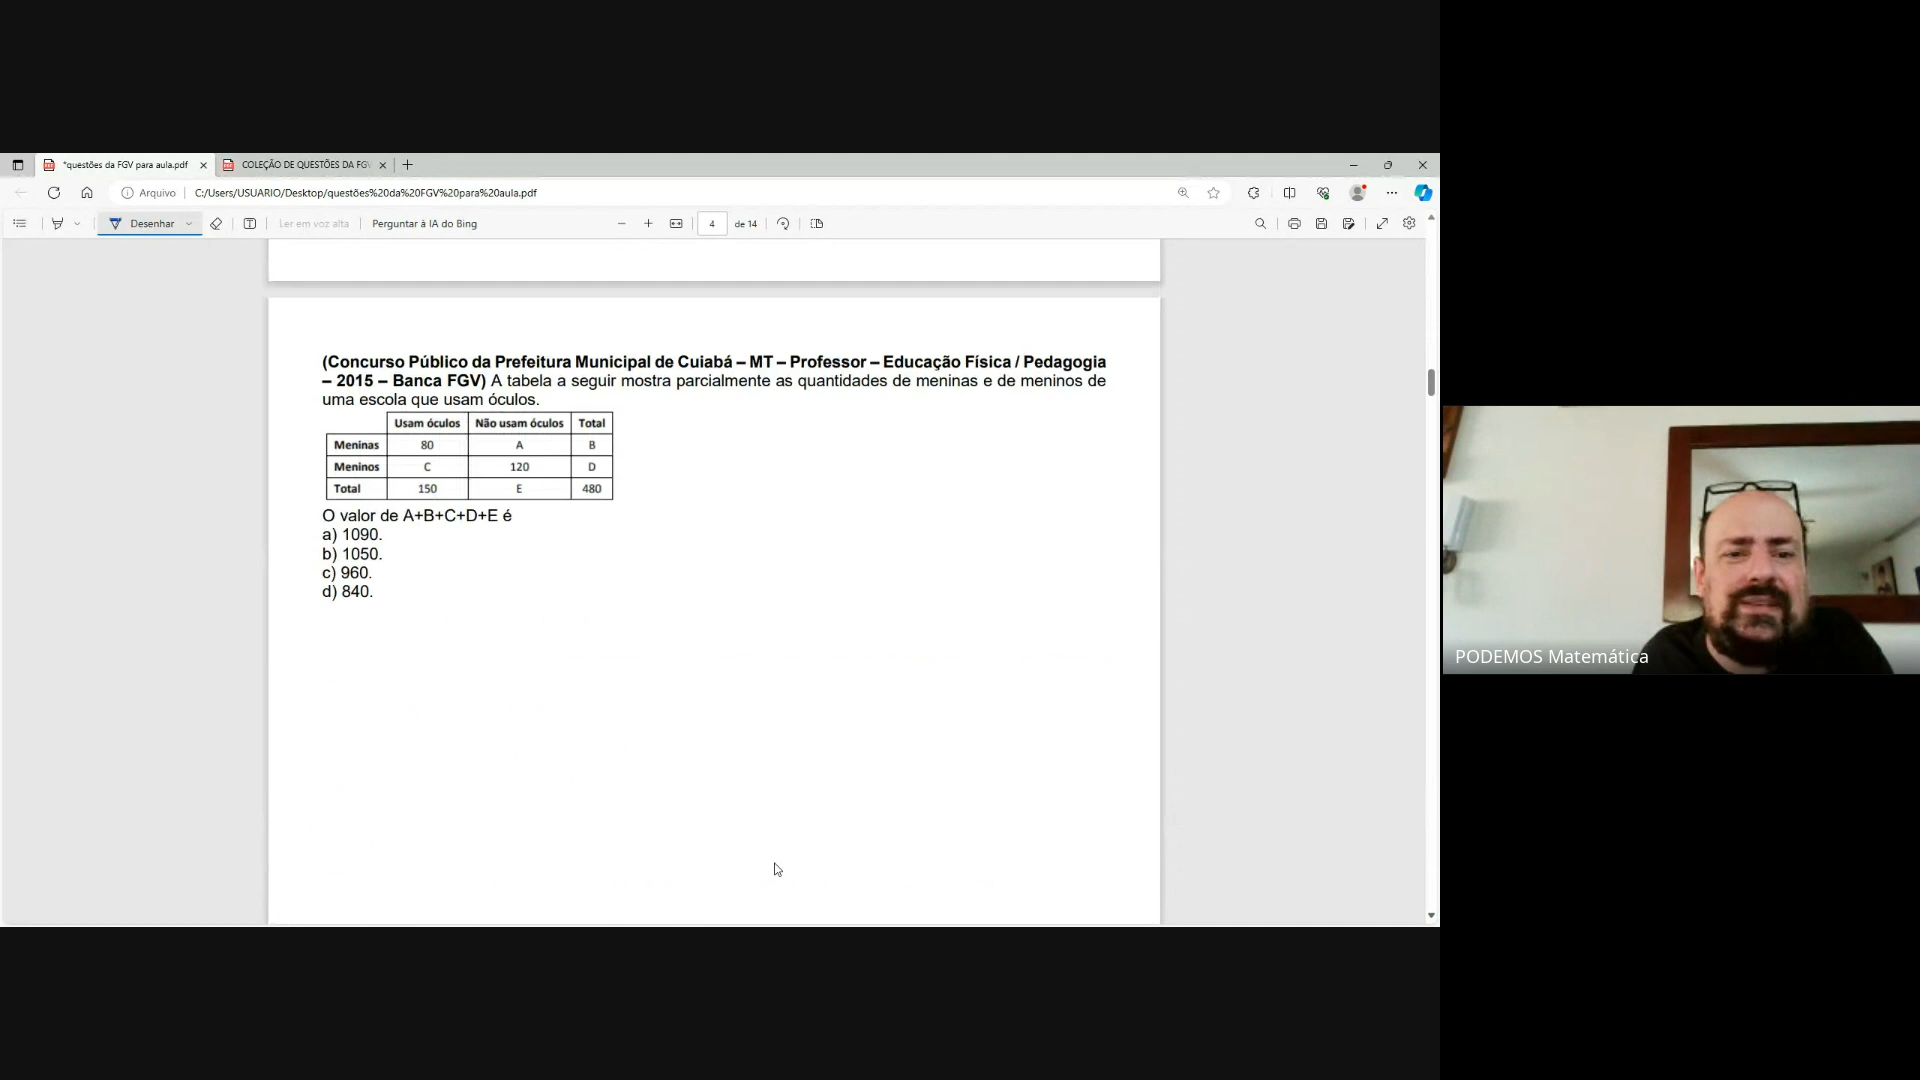 *questões da FGV para aula.pdf
COLEÇÃO DE QUESTÕES DA FGV
Arquivo
C:/Users/USUARIO/Desktop/questões%20da%20FGV%20para%20aula.pdf
Desenhar
Ler em voz alta
Perguntar à IA do Bing
4
de 14
(Concurso Público da Prefeitura Municipal de Cuiabá – MT – Professor – Educação Física / Pedagogia
– 2015 – Banca FGV) A tabela a seguir mostra parcialmente as quantidades de meninas e de meninos de
uma escola que usam óculos.
Usam óculos Não usam óculos Total
Meninas 80 A B
Meninos C 120 D
Total 150 E 480
O valor de A+B+C+D+E é
a) 1090.
b) 1050.
c) 960.
d) 840.
PODEMOS Matemática